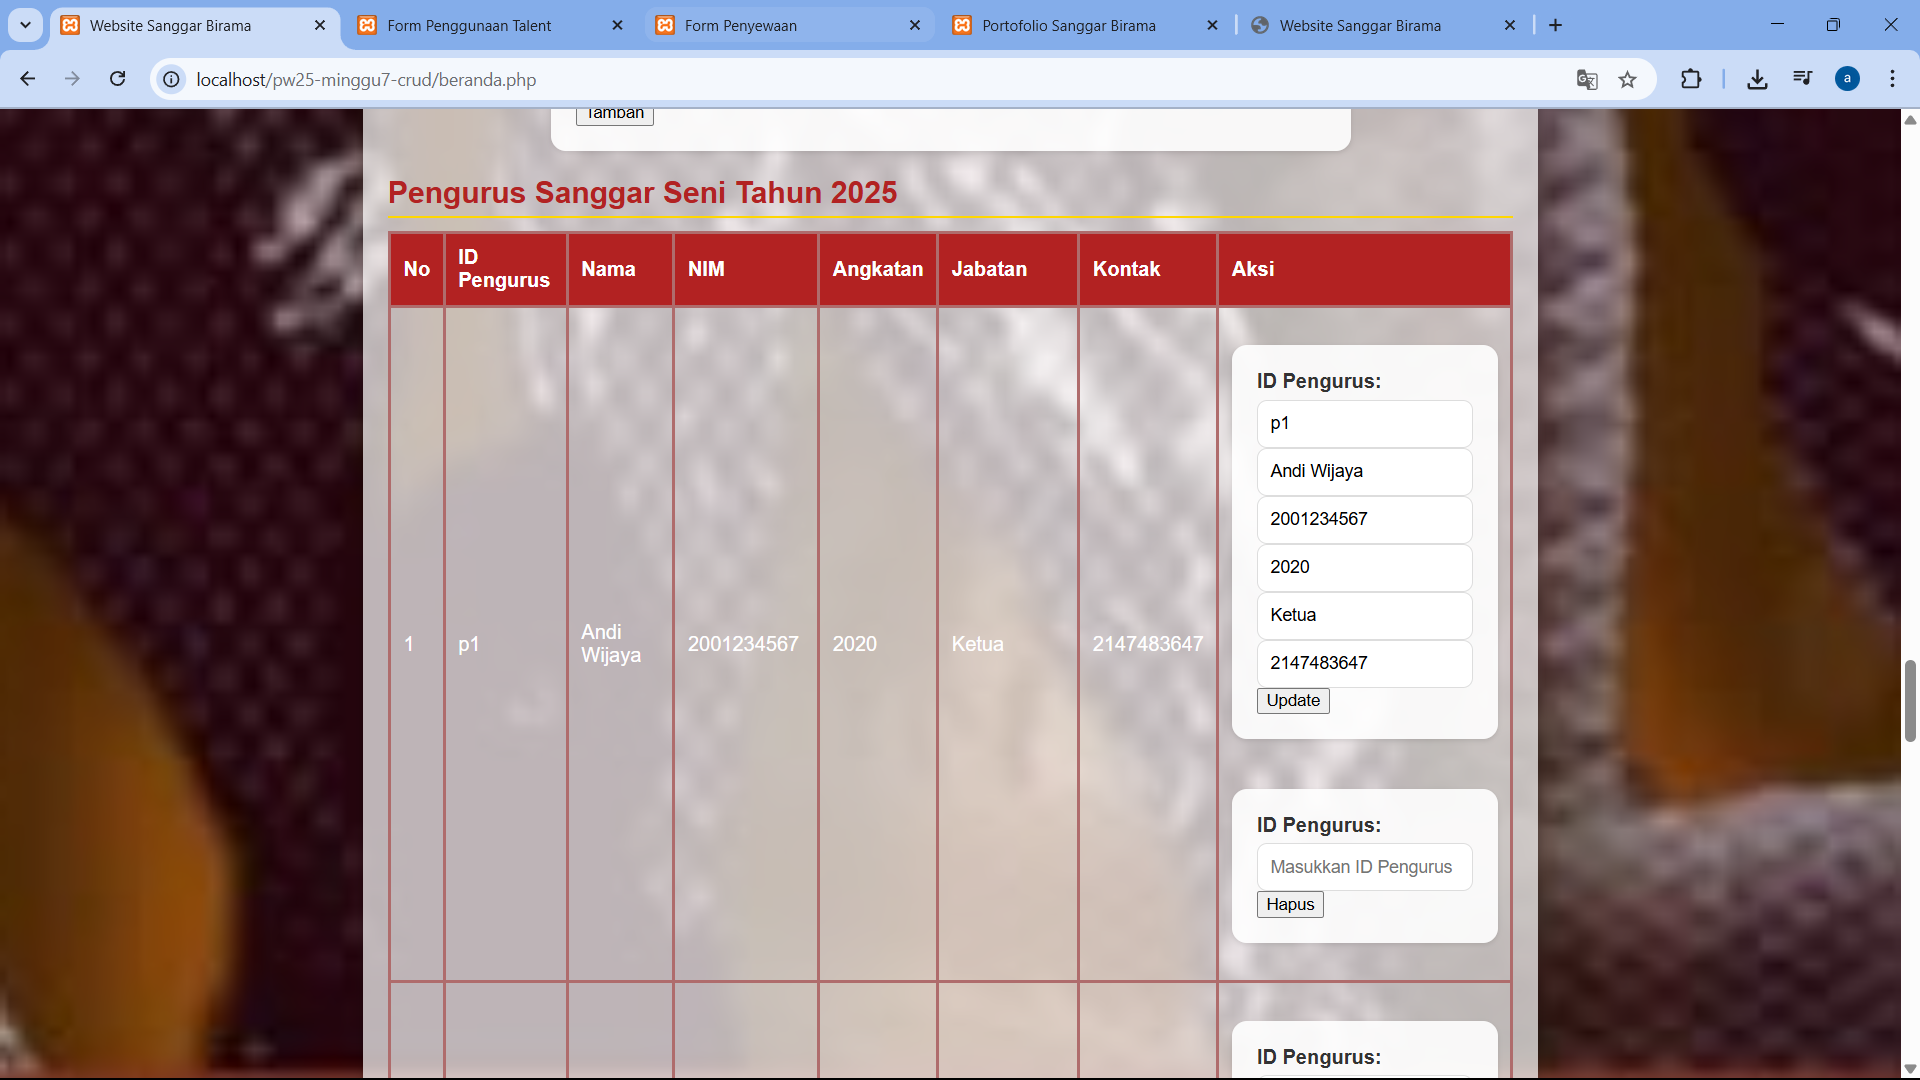 Website Sanggar Birama
Form Penggunaan Talent
Form Penyewaan
Portofolio Sanggar Birama
Website Sanggar Birama
localhost/pw25-minggu7-crud/beranda.php
a
Tambah
Pengurus Sanggar Seni Tahun 2025
No
ID Pengurus
Nama
NIM
Angkatan
Jabatan
Kontak
Aksi
1
p1
Andi Wijaya
2001234567
2020
Ketua
2147483647
ID Pengurus:
p1
Andi Wijaya
2001234567
2020
Ketua
2147483647
Update
ID Pengurus:
Masukkan ID Pengurus
Hapus
ID Pengurus: